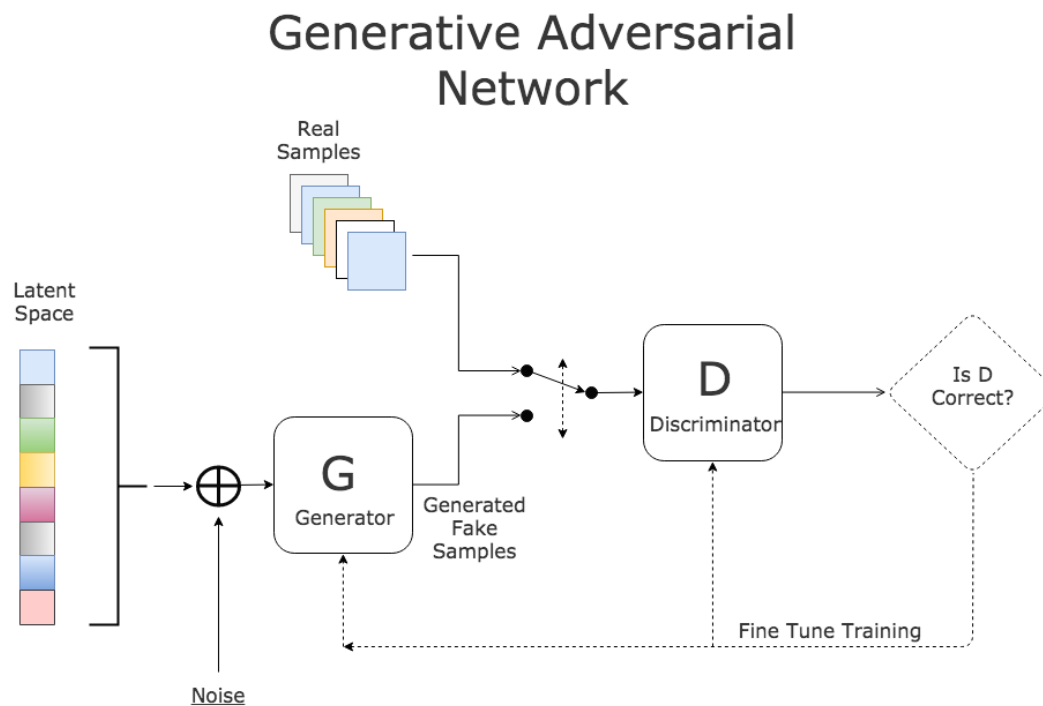 Generative Adversarial
Network
Real
Samples
Latent
Space
G
Generator
Generated
Fake
Samples
D
Discriminator
Is D
Correct?
Fine Tune Training
Noise